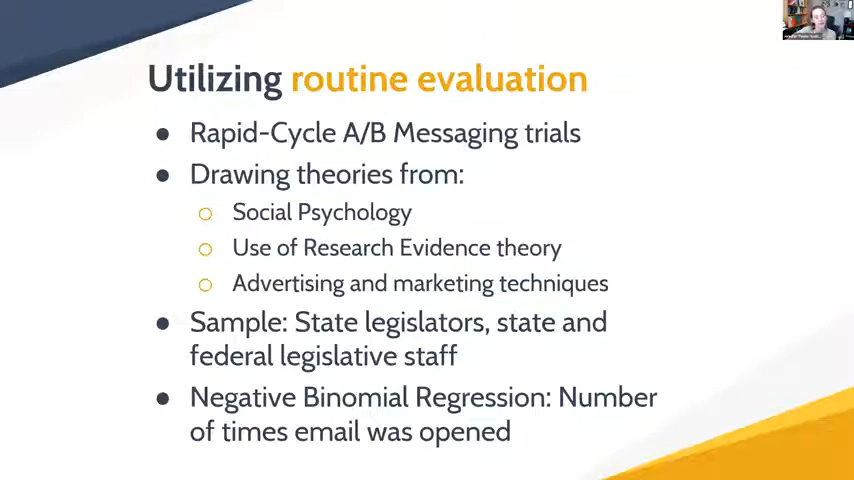 Utilizing routine evaluation
● Rapid-Cycle A/B Messaging trials
● Drawing theories from:
○ Social Psychology
○ Use of Research Evidence theory
○ Advertising and marketing techniques
● Sample: State legislators, state and
federal legislative staff
● Negative Binomial Regression: Number
of times email was opened